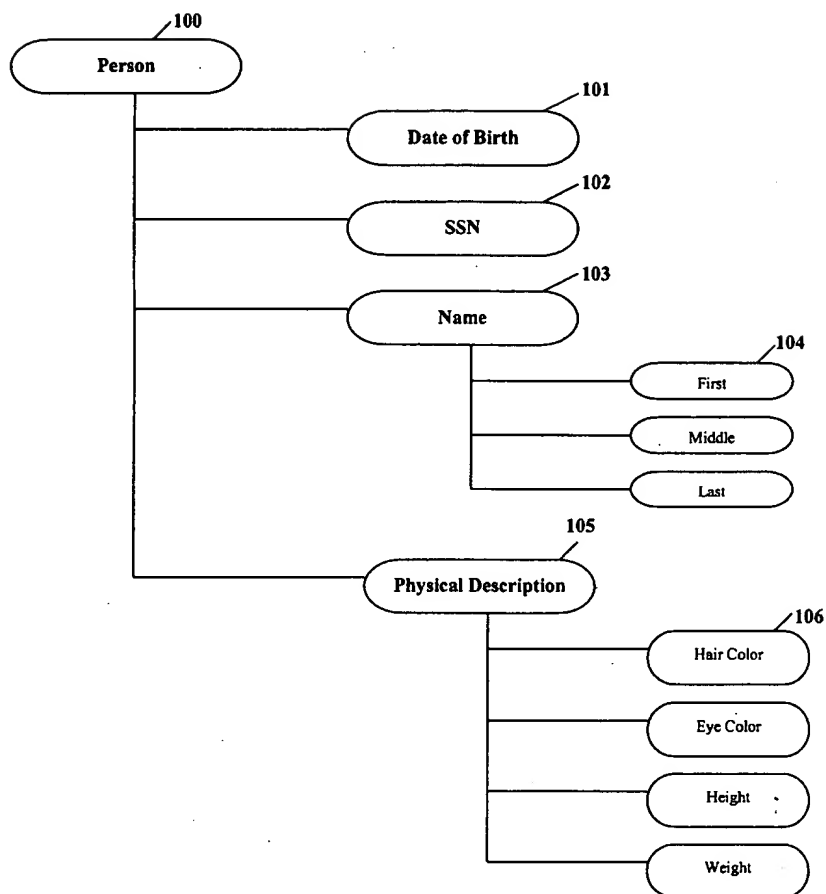 100
Person
101
Date of Birth
102
SSN
103
Name
104
First
Middle
Last
105
Physical Description
106
Hair Color
Eye Color
Height
Weight